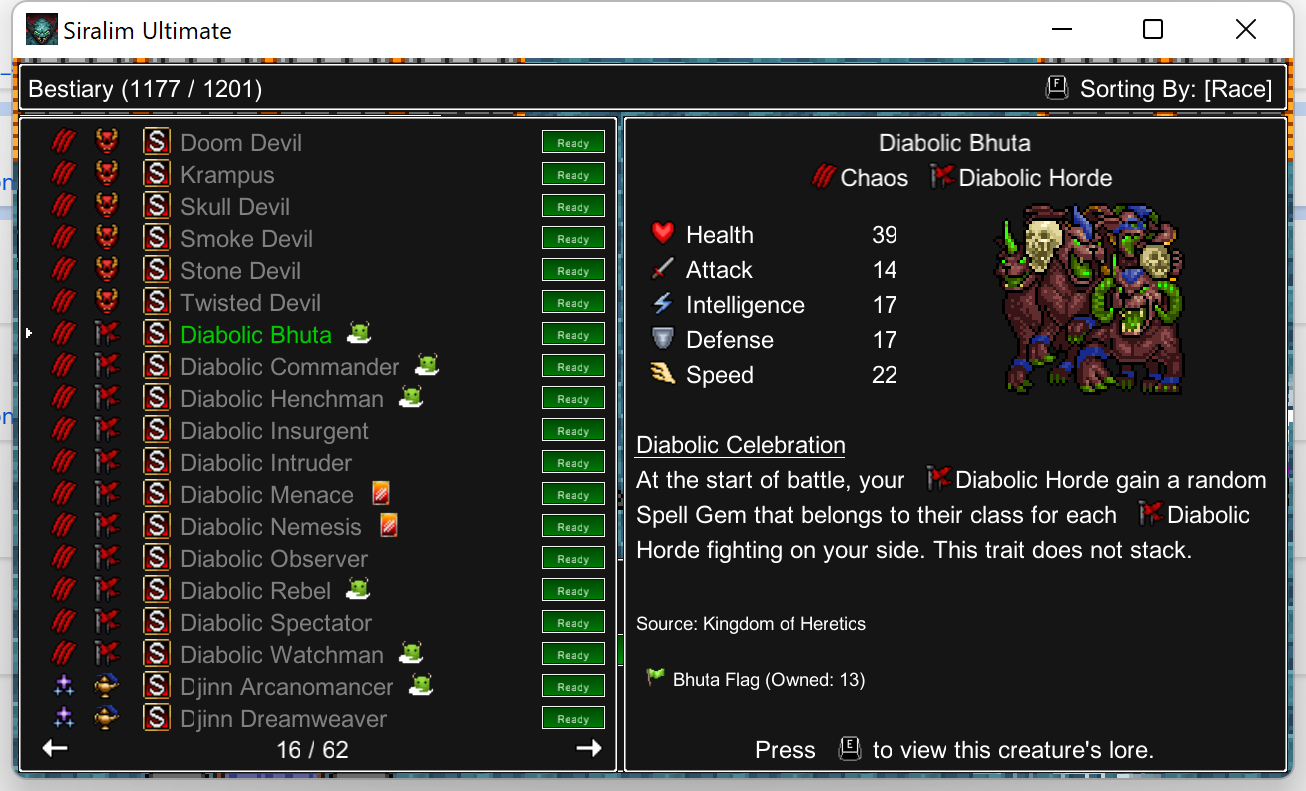 Siralim Ultimate
Bestiary (1177 / 1201)
F Sorting By: [Race]
S Doom Devil Ready
S Krampus Ready
S Skull Devil Ready
S Smoke Devil Ready
S Stone Devil Ready
S Twisted Devil Ready
S Diabolic Bhuta Ready
S Diabolic Commander Ready
S Diabolic Henchman Ready
S Diabolic Insurgent Ready
S Diabolic Intruder Ready
S Diabolic Menace Ready
S Diabolic Nemesis Ready
S Diabolic Observer Ready
S Diabolic Rebel Ready
S Diabolic Spectator Ready
S Diabolic Watchman Ready
S Djinn Arcanomancer Ready
S Djinn Dreamweaver Ready
16 / 62
Diabolic Bhuta
Chaos Diabolic Horde
Health 39
Attack 14
Intelligence 17
Defense 17
Speed 22
Diabolic Celebration
At the start of battle, your Diabolic Horde gain a random
Spell Gem that belongs to their class for each Diabolic
Horde fighting on your side. This trait does not stack.
Source: Kingdom of Heretics
Bhuta Flag (Owned: 13)
Press E to view this creature's lore.